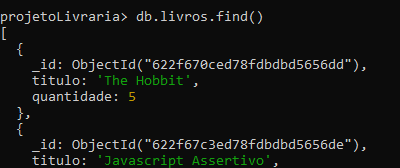 projetoLivraria> db.livros.find()
[
  {
    _id: ObjectId("622f670ced78fdbdbd5656dd"),
    titulo: 'The Hobbit',
    quantidade: 5
  },
  {
    _id: ObjectId("622f67c3ed78fdbdbd5656de"),
    titulo: 'Javascript Assertivo',